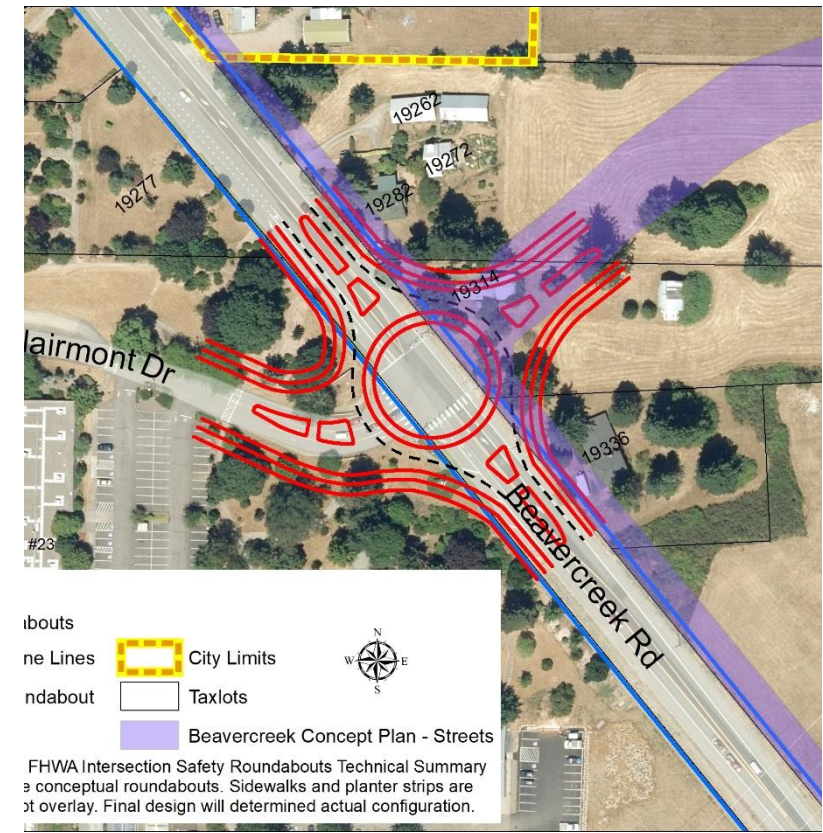 19262
19272
19277
19282
19314
lairmont Dr
19336
Beavercreek Rd
#23
abouts
N
ne Lines
City Limits
W E
S
ndabout
Taxlots
Beavercreek Concept Plan - Streets
FHWA Intersection Safety Roundabouts Technical Summary
e conceptual roundabouts. Sidewalks and planter strips are
ot overlay. Final design will determined actual configuration.